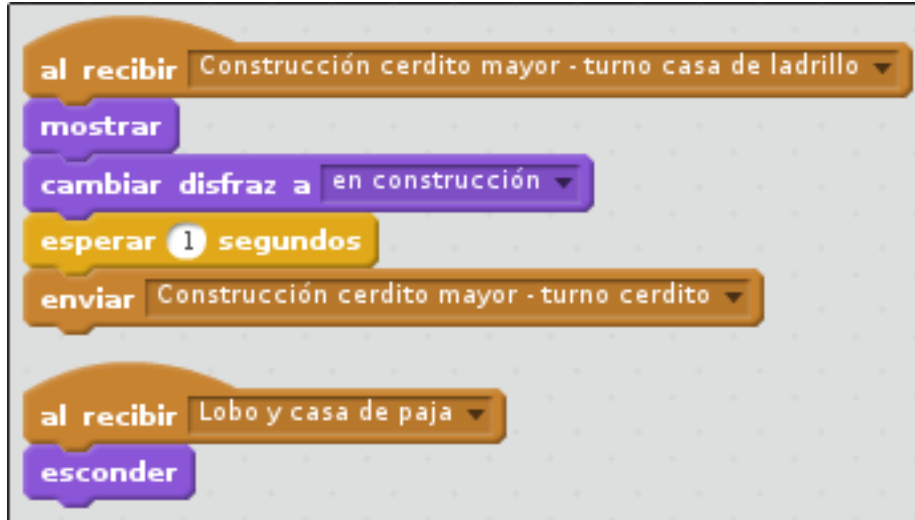 al recibir Construcción cerdito mayor - turno casa de ladrillo
mostrar
cambiar disfraz a en construcción
esperar 1 segundos
enviar Construcción cerdito mayor - turno cerdito
al recibir Lobo y casa de paja
esconder